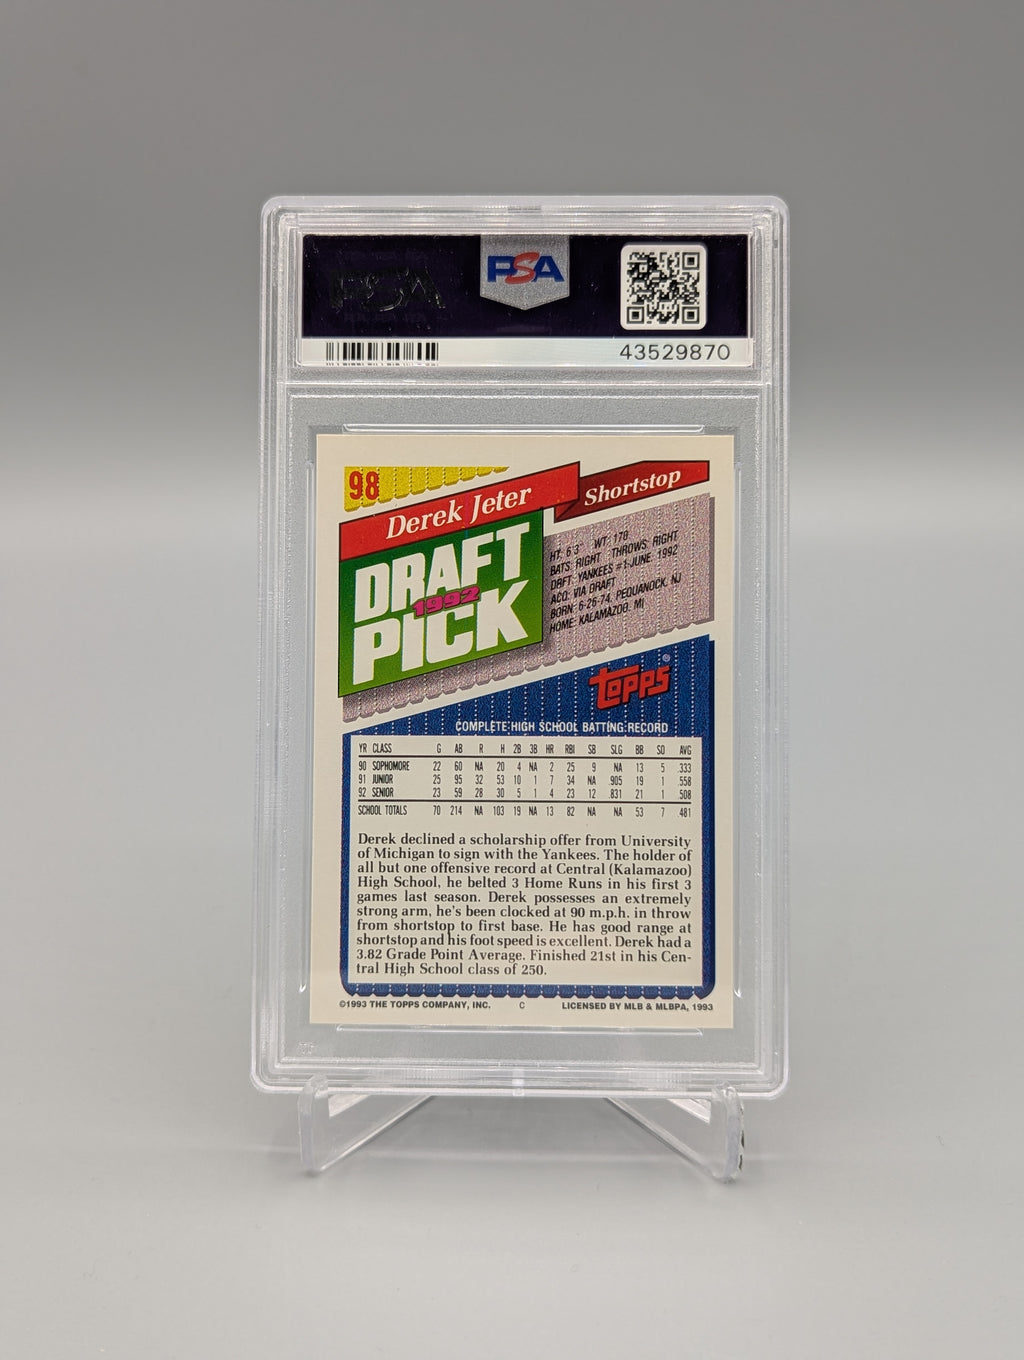 PSA
43529870
98
Derek Jeter
Shortstop
DRAFT
1992
PICK
HT: 6'3" WT: 178
BATS: RIGHT THROWS: RIGHT
DRFT: YANKEES #1-JUNE, 1992
ACQ: VIA DRAFT
BORN: 6-26-74, PEQUANOCK, NJ
HOME: KALAMAZOO, MI
TOPPS®
COMPLETE HIGH SCHOOL BATTING RECORD
YR CLASS G AB R H 2B 3B HR RBI SB SLG BB SO AVG
90 SOPHOMORE 22 60 NA 20 4 NA 2 25 9 NA 13 5 .333
91 JUNIOR 25 95 32 53 10 1 7 34 NA .905 19 1 .558
92 SENIOR 23 59 28 30 5 1 4 23 12 .831 21 1 .508
SCHOOL TOTALS 70 214 NA 103 19 NA 13 82 NA NA 53 7 .481
Derek declined a scholarship offer from University
of Michigan to sign with the Yankees. The holder of
all but one offensive record at Central (Kalamazoo)
High School, he belted 3 Home Runs in his first 3
games last season. Derek possesses an extremely
strong arm, he's been clocked at 90 m.p.h. in throw
from shortstop to first base. He has good range at
shortstop and his foot speed is excellent. Derek had a
3.82 Grade Point Average. Finished 21st in his Cen-
tral High School class of 250.
©1993 THE TOPPS COMPANY, INC. C LICENSED BY MLB & MLBPA, 1993